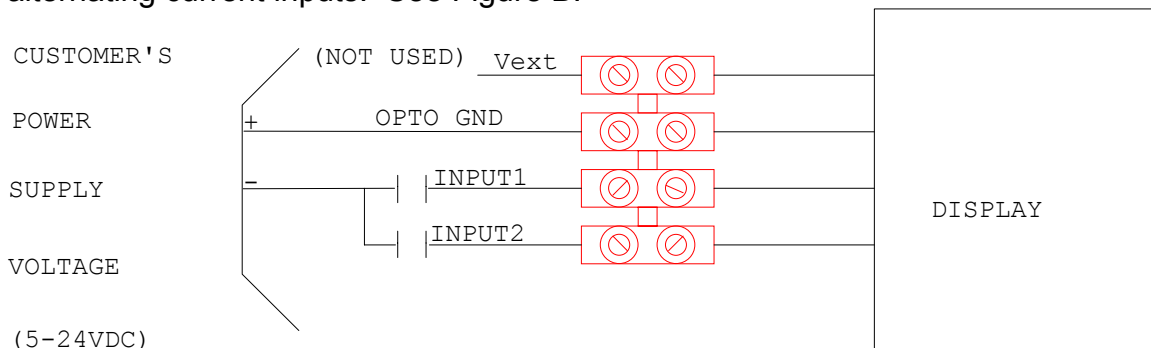 alternating current inputs. See Figure B.
CUSTOMER'S
(NOT USED)
Vext
POWER
+
OPTO GND
SUPPLY
-
INPUT1
DISPLAY
INPUT2
VOLTAGE
(5-24VDC)